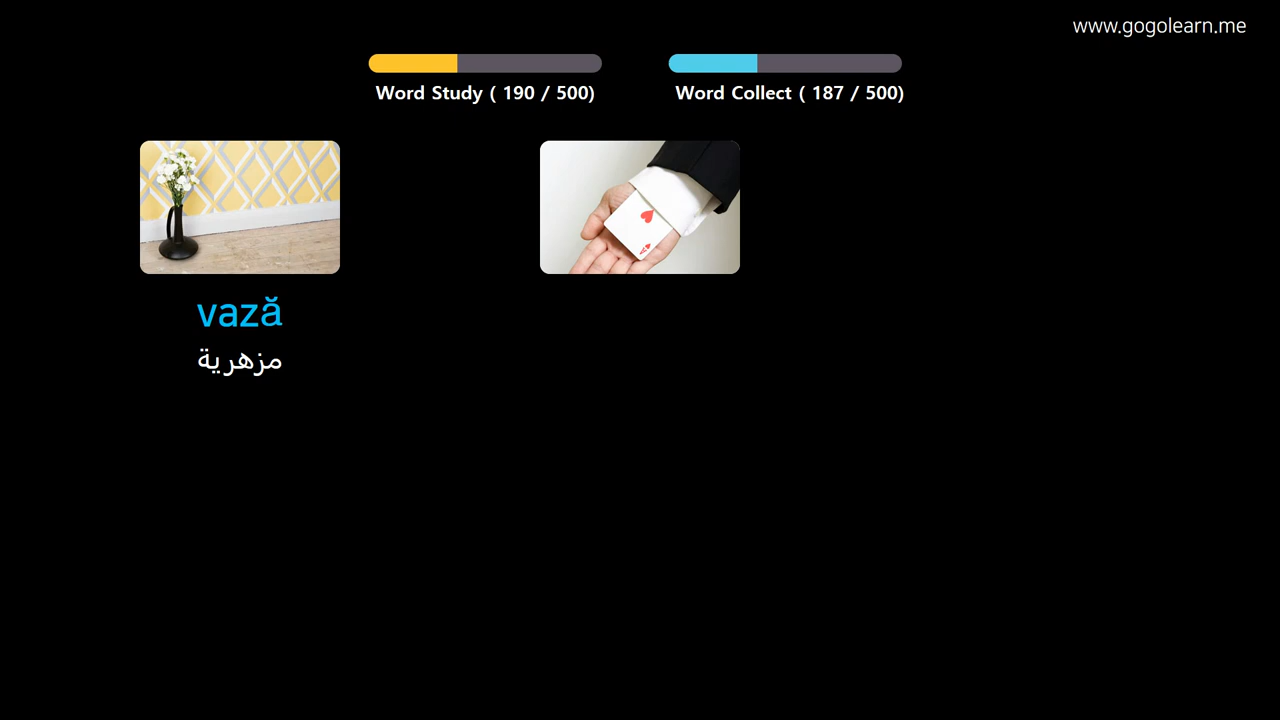 www.gogolearn.me
Word Study ( 190 / 500)
Word Collect ( 187 / 500)
vază
مزهرية